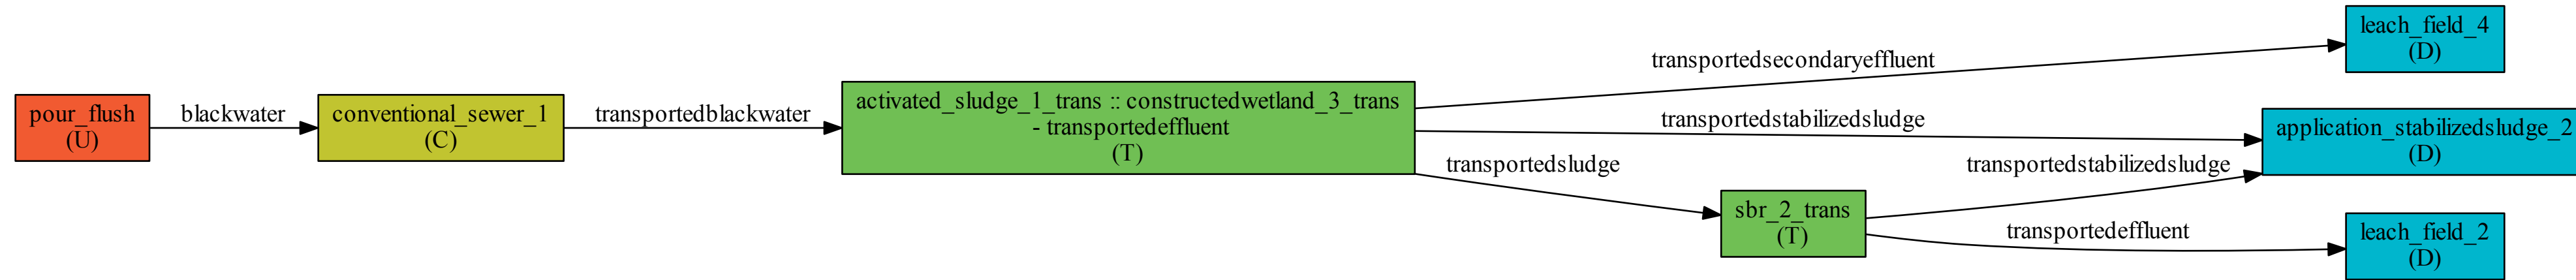 pour_flush
(U)
blackwater
conventional_sewer_1
(C)
transportedblackwater
activated_sludge_1_trans :: constructedwetland_3_trans
- transportedeffluent
(T)
transportedsecondaryeffluent
transportedstabilizedsludge
transportedsludge
sbr_2_trans
(T)
transportedstabilizedsludge
transportedeffluent
leach_field_4
(D)
application_stabilizedsludge_2
(D)
leach_field_2
(D)